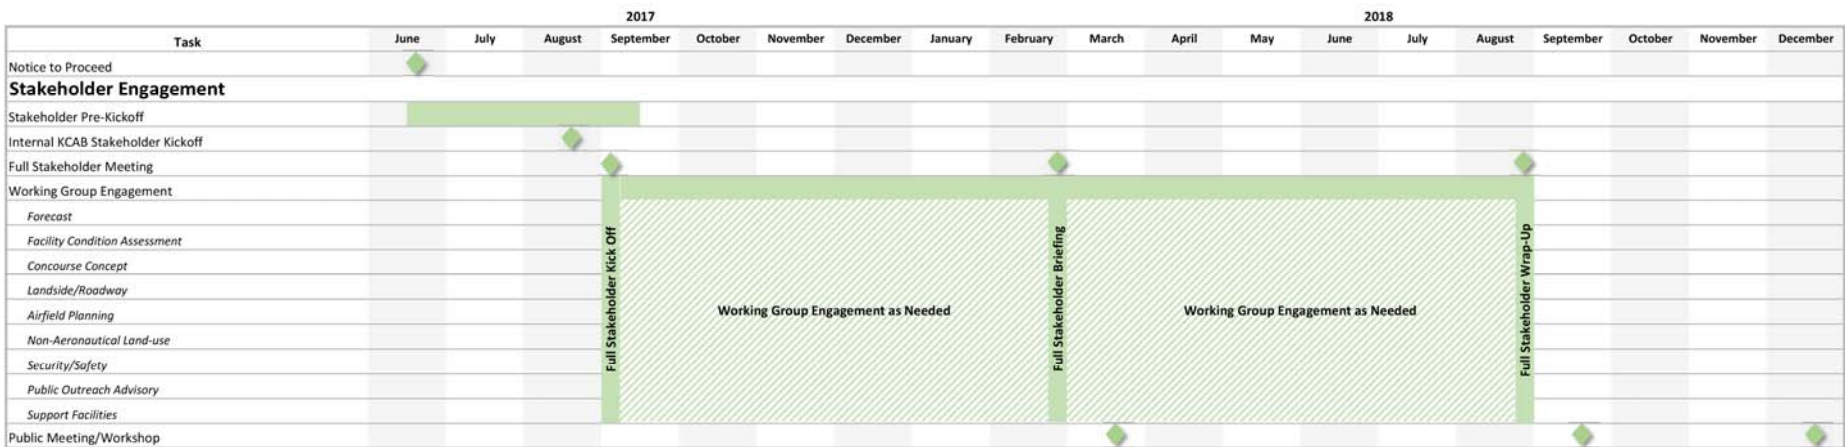 2017 2018
Task June July August September October November December January February March April May June July August September October November December
Notice to Proceed
Stakeholder Engagement
Stakeholder Pre-Kickoff
Internal KCAB Stakeholder Kickoff
Full Stakeholder Meeting
Working Group Engagement
Forecast
Facility Condition Assessment
Concourse Concept
Landside/Roadway
Airfield Planning
Non-Aeronautical Land-use
Security/Safety
Public Outreach Advisory
Support Facilities
Public Meeting/Workshop
Full Stakeholder Kick Off
Working Group Engagement as Needed
Full Stakeholder Briefing
Working Group Engagement as Needed
Full Stakeholder Wrap-Up